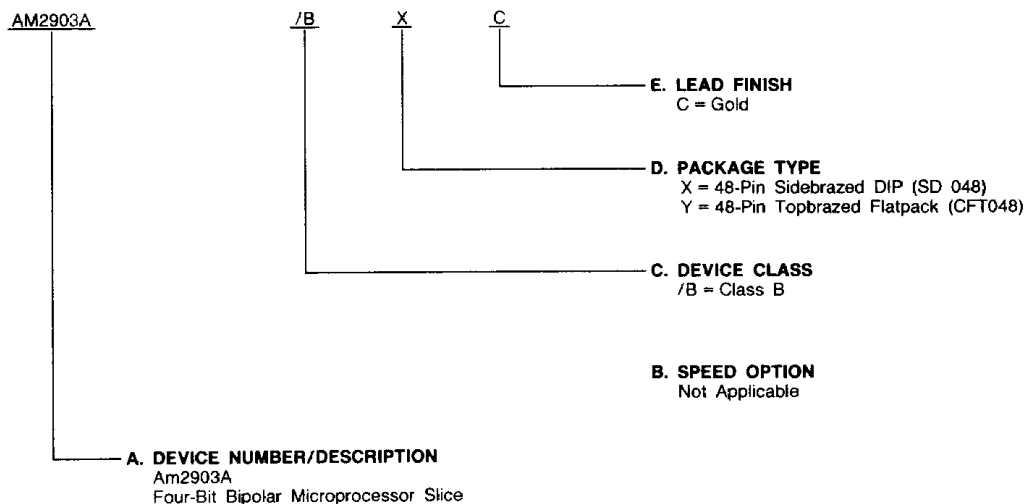 AM2903A /B X C
E. LEAD FINISH
C = Gold
D. PACKAGE TYPE
X = 48-Pin Sidebrazed DIP (SD 048)
Y = 48-Pin Topbrazed Flatpack (CFT048)
C. DEVICE CLASS
/B = Class B
B. SPEED OPTION
Not Applicable
A. DEVICE NUMBER/DESCRIPTION
Am2903A
Four-Bit Bipolar Microprocessor Slice